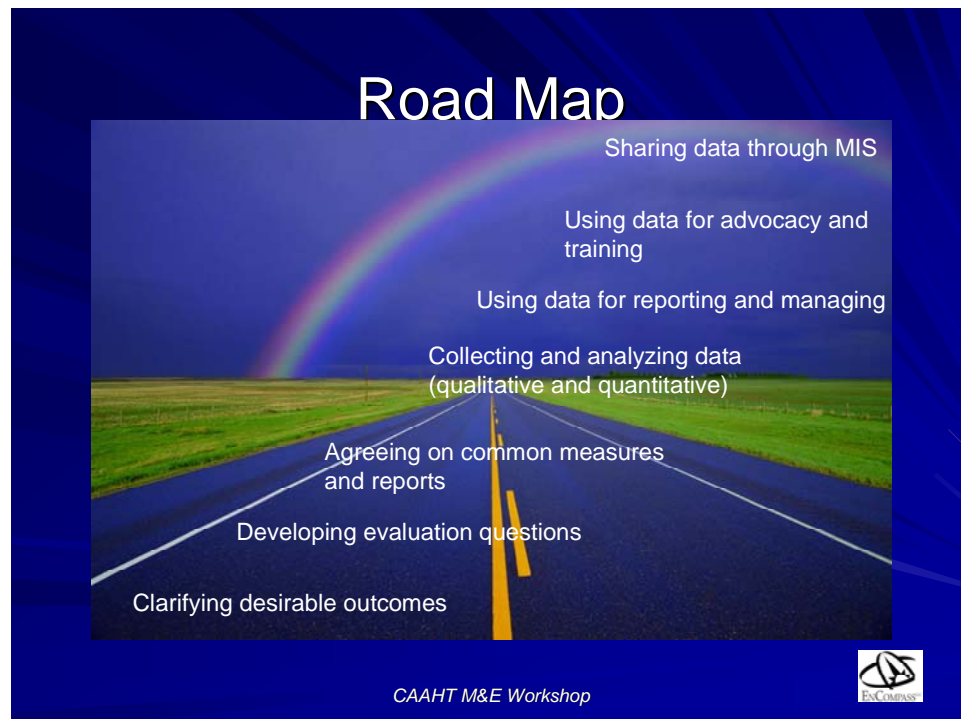 Road Map
Sharing data through MIS
Using data for advocacy and
training
Using data for reporting and managing
Collecting and analyzing data
(qualitative and quantitative)
Agreeing on common measures
and reports
Developing evaluation questions
Clarifying desirable outcomes
CAAHT M&E Workshop
ENCOMPASS